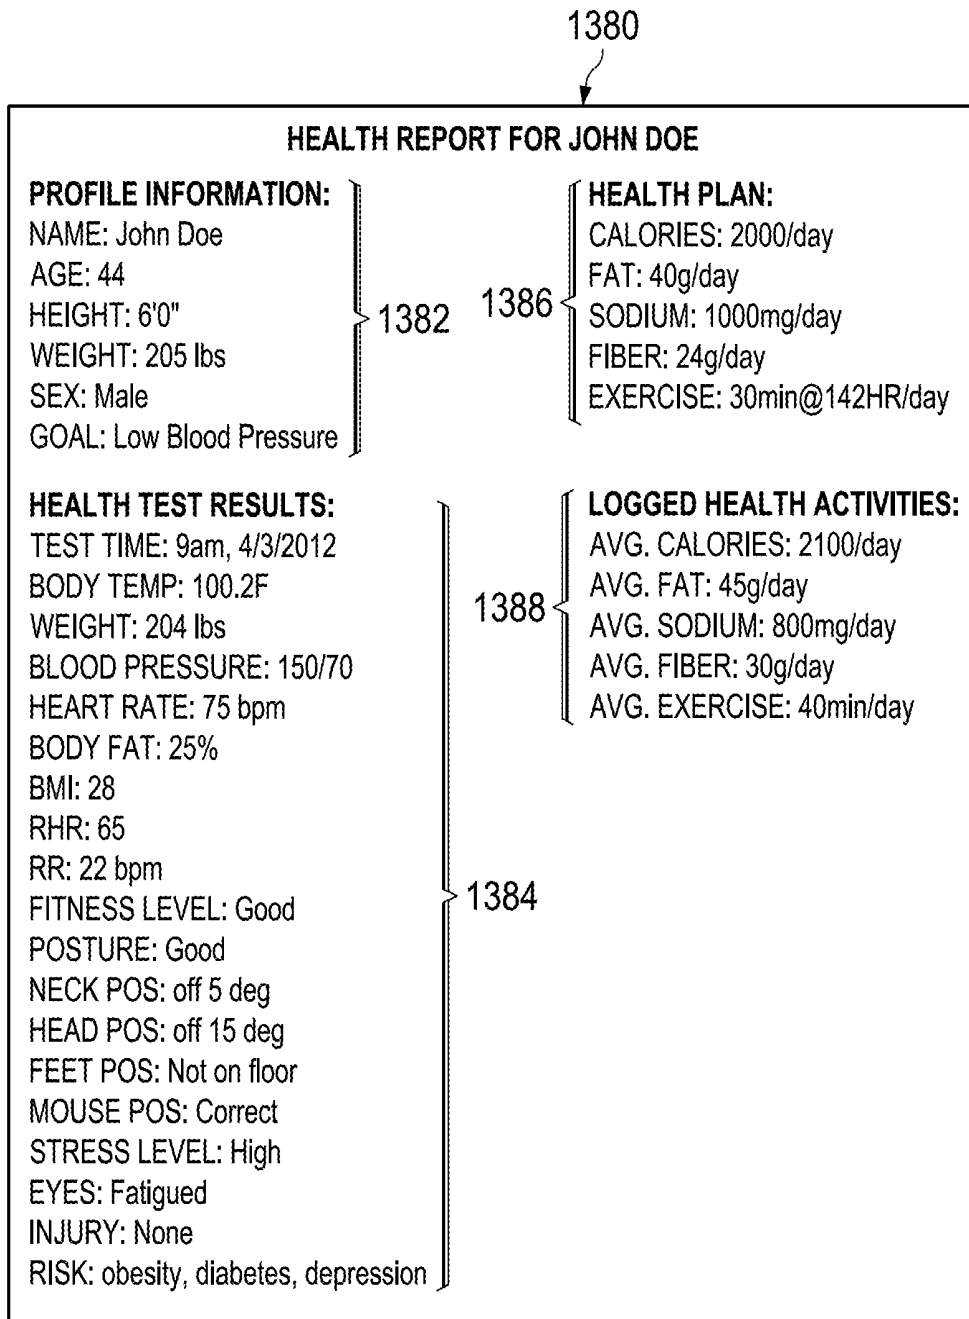 1380
HEALTH REPORT FOR JOHN DOE
PROFILE INFORMATION:
NAME: John Doe
AGE: 44
HEIGHT: 6'0"
WEIGHT: 205 lbs
SEX: Male
GOAL: Low Blood Pressure
1382
1386
HEALTH PLAN:
CALORIES: 2000/day
FAT: 40g/day
SODIUM: 1000mg/day
FIBER: 24g/day
EXERCISE: 30min@142HR/day
HEALTH TEST RESULTS:
TEST TIME: 9am, 4/3/2012
BODY TEMP: 100.2F
WEIGHT: 204 lbs
BLOOD PRESSURE: 150/70
HEART RATE: 75 bpm
BODY FAT: 25%
BMI: 28
RHR: 65
RR: 22 bpm
FITNESS LEVEL: Good
POSTURE: Good
NECK POS: off 5 deg
HEAD POS: off 15 deg
FEET POS: Not on floor
MOUSE POS: Correct
STRESS LEVEL: High
EYES: Fatigued
INJURY: None
RISK: obesity, diabetes, depression
1384
1388
LOGGED HEALTH ACTIVITIES:
AVG. CALORIES: 2100/day
AVG. FAT: 45g/day
AVG. SODIUM: 800mg/day
AVG. FIBER: 30g/day
AVG. EXERCISE: 40min/day